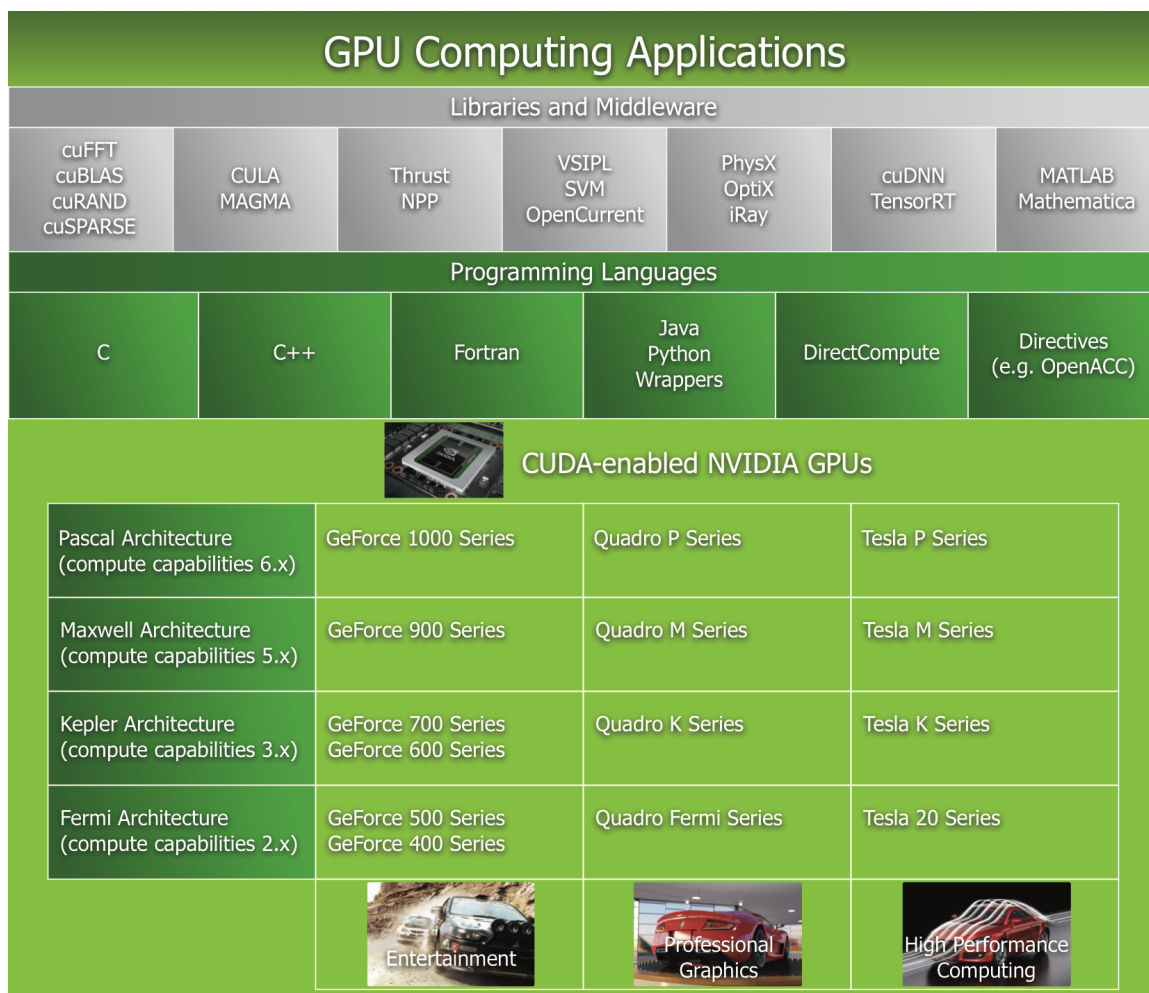 GPU Computing Applications
Libraries and Middleware
cuFFT
cuBLAS
cuRAND
cuSPARSE
CULA
MAGMA
Thrust
NPP
VSIPL
SVM
OpenCurrent
PhysX
OptiX
iRay
cuDNN
TensorRT
MATLAB
Mathematica
Programming Languages
C
C++
Fortran
Java
Python
Wrappers
DirectCompute
Directives
(e.g. OpenACC)
CUDA-enabled NVIDIA GPUs
Pascal Architecture
(compute capabilities 6.x)
GeForce 1000 Series
Quadro P Series
Tesla P Series
Maxwell Architecture
(compute capabilities 5.x)
GeForce 900 Series
Quadro M Series
Tesla M Series
Kepler Architecture
(compute capabilities 3.x)
GeForce 700 Series
GeForce 600 Series
Quadro K Series
Tesla K Series
Fermi Architecture
(compute capabilities 2.x)
GeForce 500 Series
GeForce 400 Series
Quadro Fermi Series
Tesla 20 Series
Entertainment
Professional
Graphics
High Performance
Computing